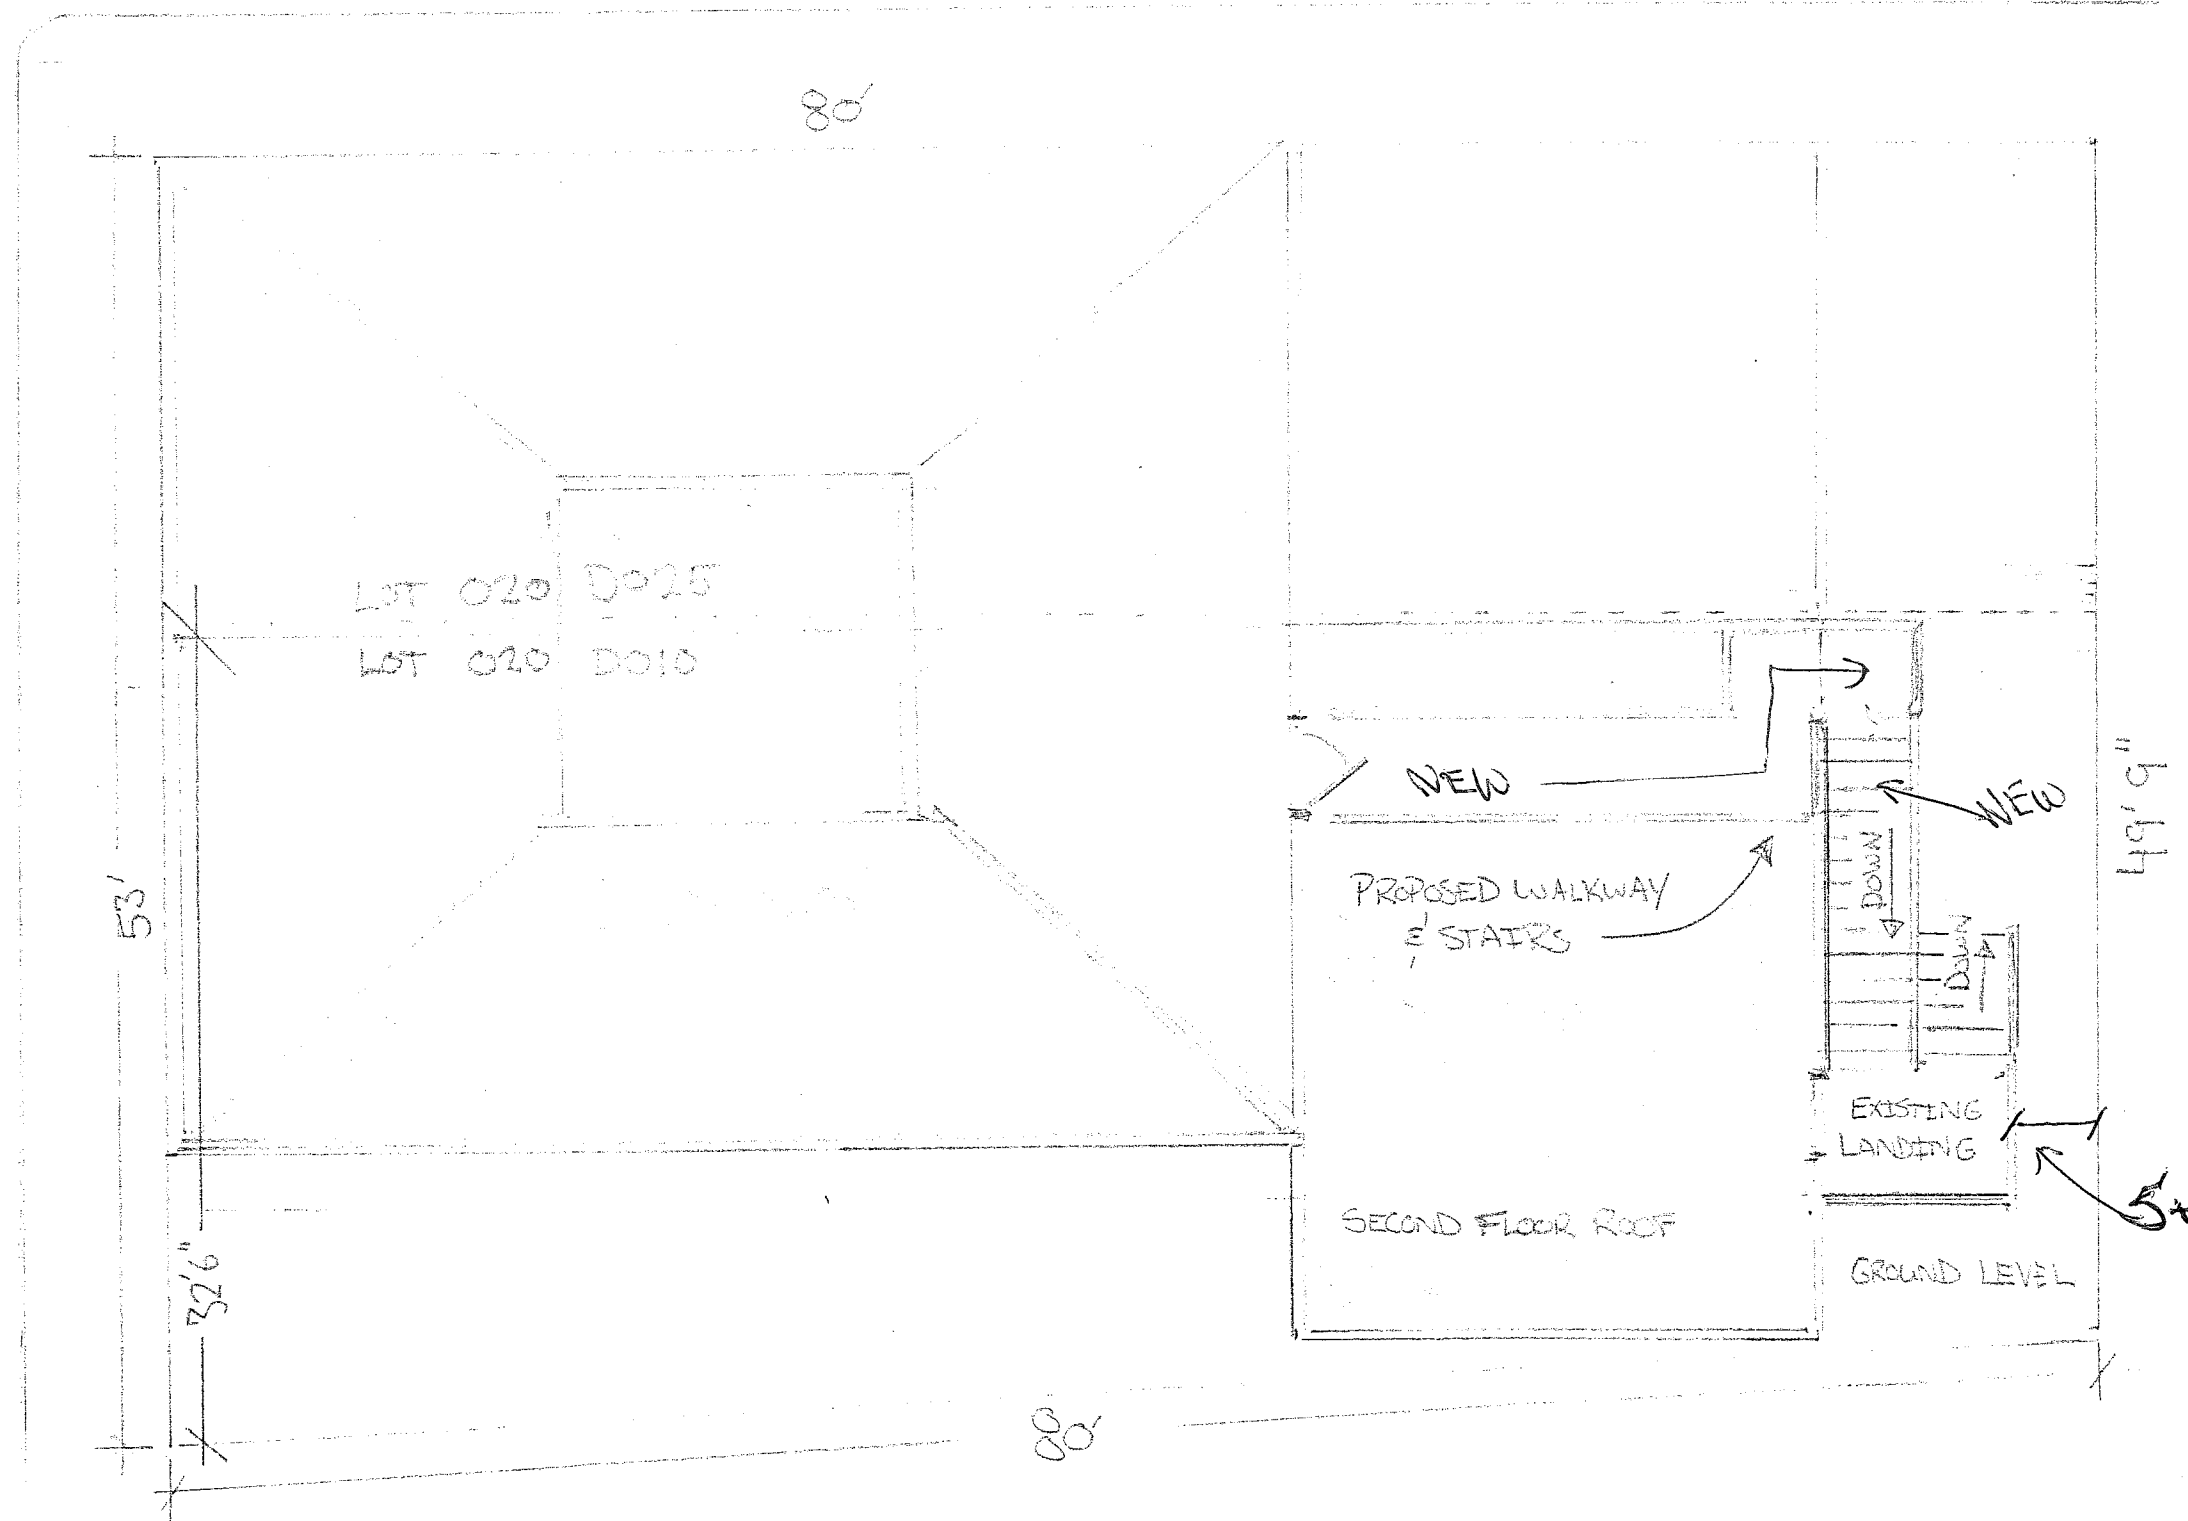 80'
LOT 020 D025
LOT 020 D010
NEW
NEW
DOWN
DOWN
PROPOSED WALKWAY
& STAIRS
49'9"
53'
EXISTING
LANDING
5'+
SECOND FLOOR ROOF
GROUND LEVEL
32'6"
80'